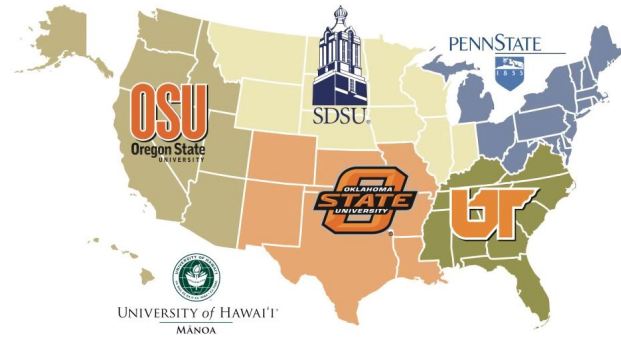 PENNSTATE
1855
SDSU
OSU
Oregon State
UNIVERSITY
OKLAHOMA
STATE
UNIVERSITY
UT
UNIVERSITY of HAWAI'I
MĀNOA